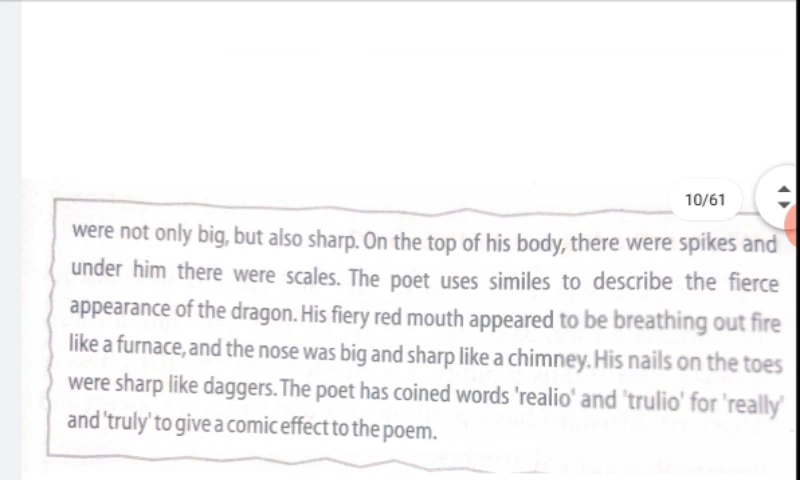 10/61
were not only big, but also sharp. On the top of his body, there were spikes and
under him there were scales. The poet uses similes to describe the fierce
appearance of the dragon. His fiery red mouth appeared to be breathing out fire
like a furnace, and the nose was big and sharp like a chimney. His nails on the toes
were sharp like daggers. The poet has coined words 'realio' and 'trulio' for 'really'
and 'truly' to give a comic effect to the poem.